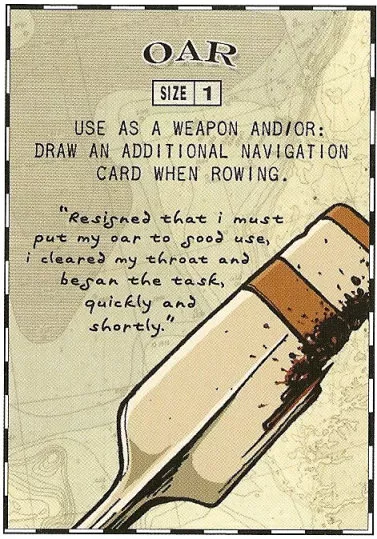 OAR
SIZE 1
USE AS A WEAPON AND/OR:
DRAW AN ADDITIONAL NAVIGATION
CARD WHEN ROWING.
"Resigned that i must
put my oar to good use,
i cleared my throat and
began the task,
quickly and
shortly."